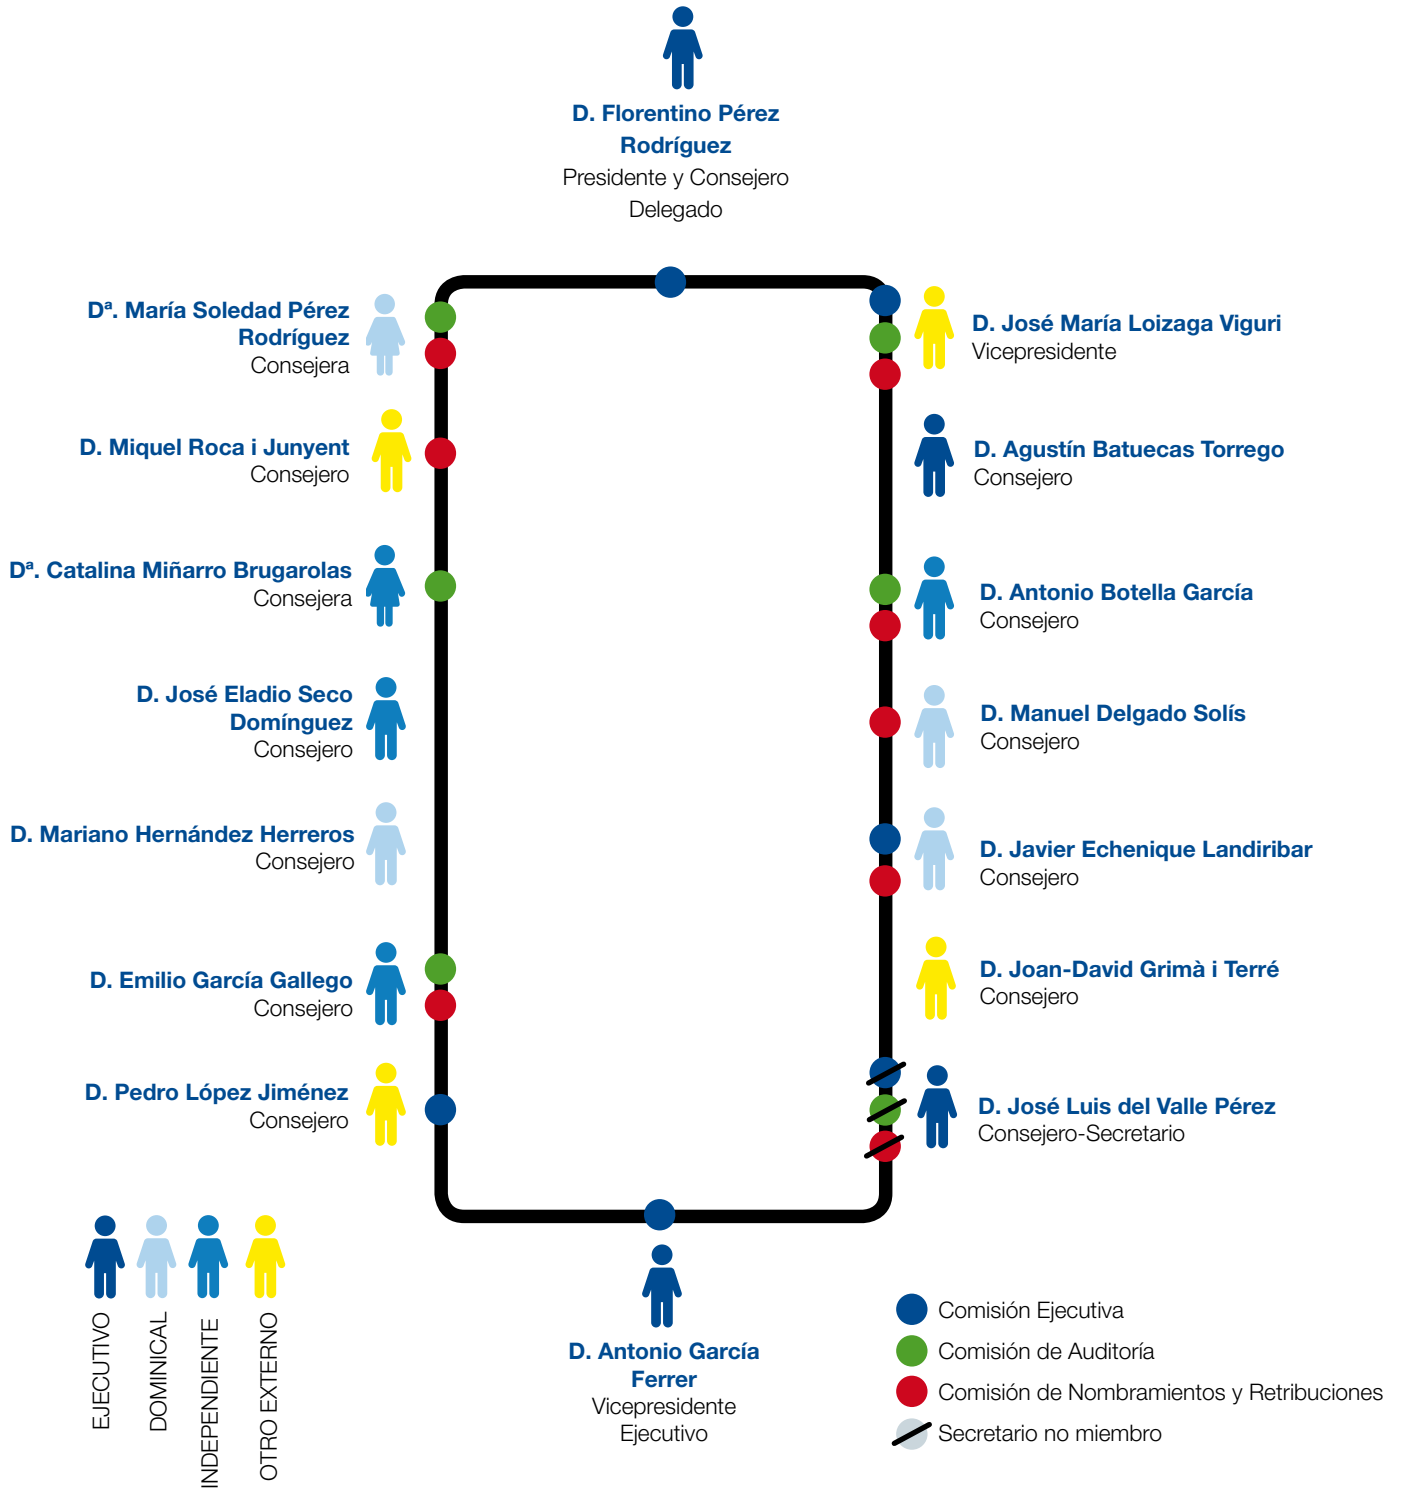 D. Florentino Pérez
Rodríguez
Presidente y Consejero
Delegado
Dª. María Soledad Pérez
Rodríguez
Consejera
D. Miquel Roca i Junyent
Consejero
Dª. Catalina Miñarro Brugarolas
Consejera
D. José Eladio Seco
Domínguez
Consejero
D. Mariano Hernández Herreros
Consejero
D. Emilio García Gallego
Consejero
D. Pedro López Jiménez
Consejero
D. José María Loizaga Viguri
Vicepresidente
D. Agustín Batuecas Torrego
Consejero
D. Antonio Botella García
Consejero
D. Manuel Delgado Solís
Consejero
D. Javier Echenique Landiribar
Consejero
D. Joan-David Grimà i Terré
Consejero
D. José Luis del Valle Pérez
Consejero-Secretario
D. Antonio García
Ferrer
Vicepresidente
Ejecutivo
EJECUTIVO
DOMINICAL
INDEPENDIENTE
OTRO EXTERNO
Comisión Ejecutiva
Comisión de Auditoría
Comisión de Nombramientos y Retribuciones
Secretario no miembro